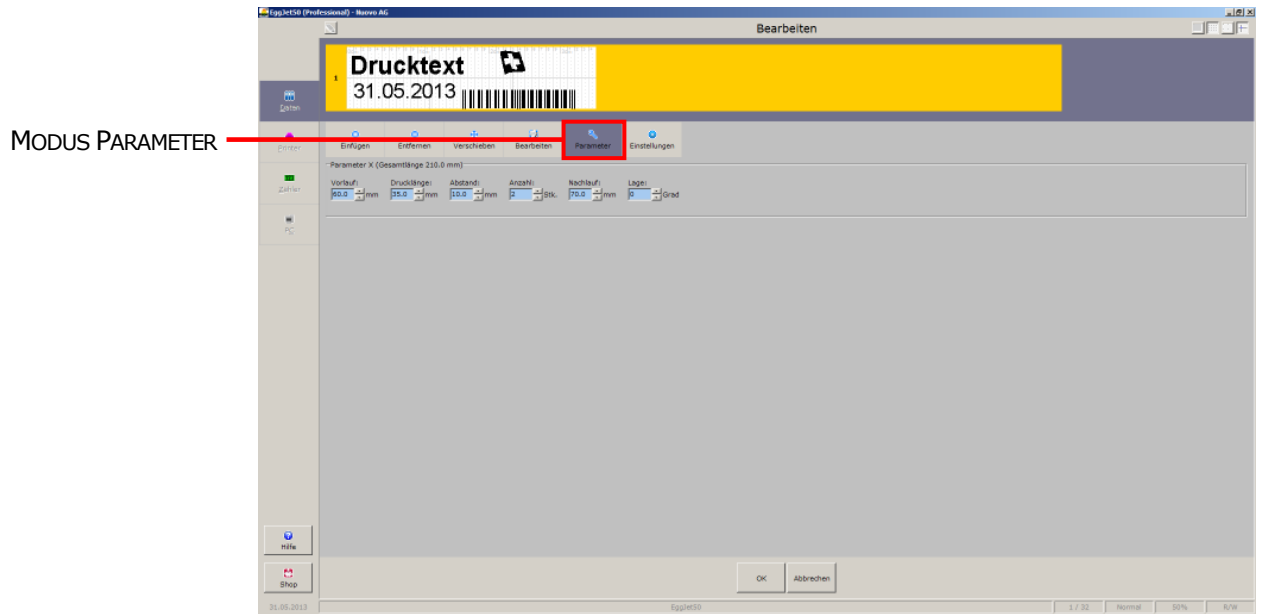 EggJet50 (Professional) - Nuovo AG
Bearbeiten
1
Drucktext
31.05.2013
Daten
MODUS PARAMETER
Printer
Einfügen Entfernen Verschieben Bearbeiten Parameter Einstellungen
Parameter X (Gesamtlänge 210.0 mm)
Vorlauf: Drucklänge: Abstand: Anzahl: Nachlauf: Lage:
60.0 mm 35.0 mm 10.0 mm 2 Stk. 70.0 mm 0 Grad
Zähler
PC
Hilfe
Shop
OK Abbrechen
31.05.2013 EggJet50 1 / 32 Normal 50% R/W